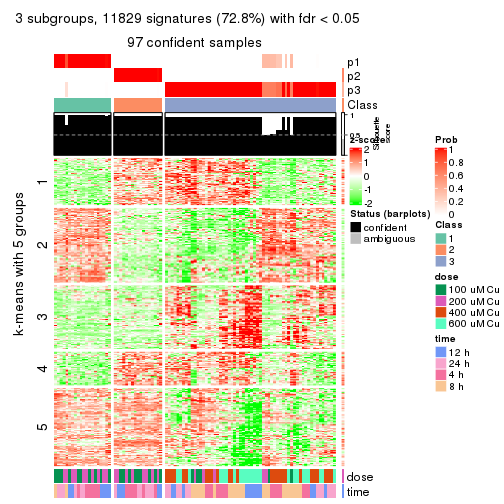 3 subgroups, 11829 signatures (72.8%) with fdr < 0.05
97 confident samples
p1
p2
p3
Class
1
0.5
Silhouette
score
k-means with 5 groups
1
2
3
4
5
dose
time
z-score
2
1
0
-1
-2
Status (barplots)
confident
ambiguous
Prob
1
0.8
0.6
0.4
0.2
0
Class
1
2
3
dose
100 uM Cu
200 uM Cu
400 uM Cu
600 uM Cu
time
12 h
24 h
4 h
8 h